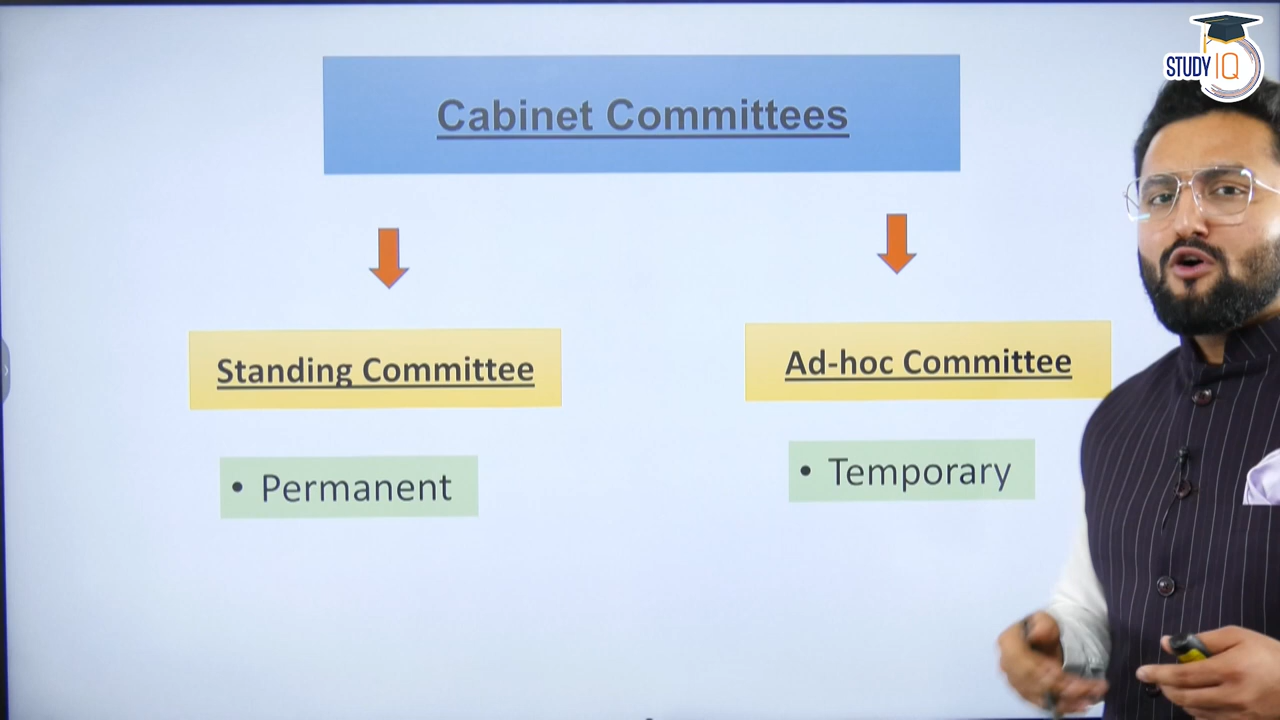 STUDY IQ
Cabinet Committees
Standing Committee
Ad-hoc Committee
• Permanent
• Temporary